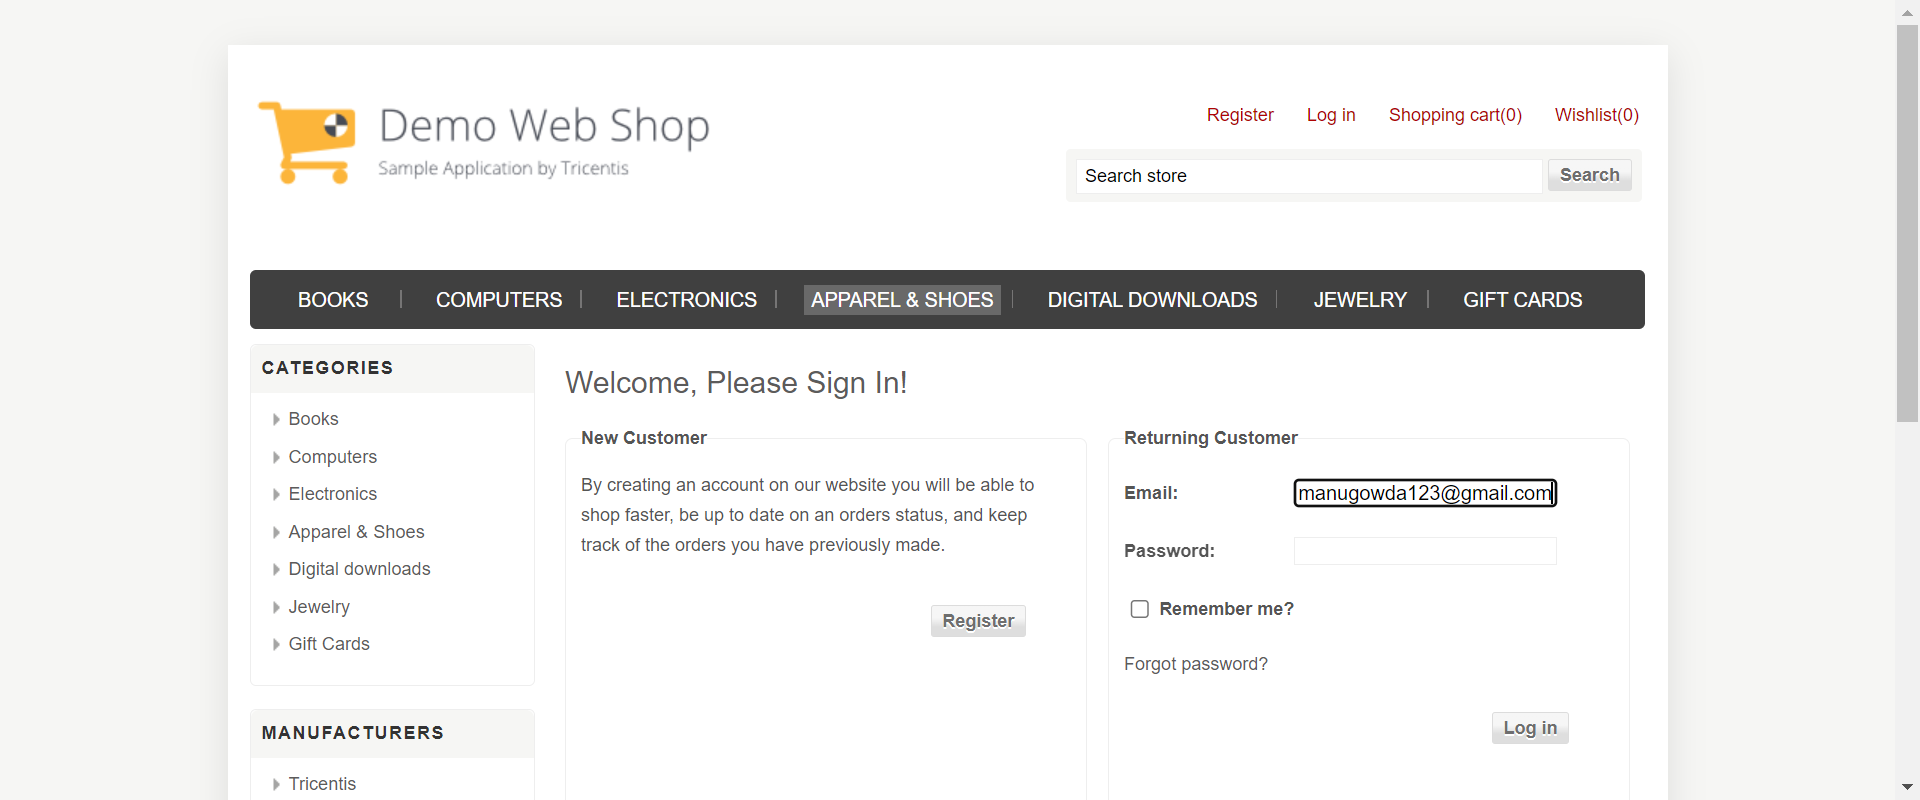 Demo Web Shop
Sample Application by Tricentis
Register Log in Shopping cart(0) Wishlist(0)
Search store Search
BOOKS COMPUTERS ELECTRONICS APPAREL & SHOES DIGITAL DOWNLOADS JEWELRY GIFT CARDS
CATEGORIES
Books
Computers
Electronics
Apparel & Shoes
Digital downloads
Jewelry
Gift Cards
MANUFACTURERS
Tricentis
Welcome, Please Sign In!
New Customer
By creating an account on our website you will be able to
shop faster, be up to date on an orders status, and keep
track of the orders you have previously made.
Register
Returning Customer
Email: manugowda123@gmail.com
Password:
Remember me?
Forgot password?
Log in